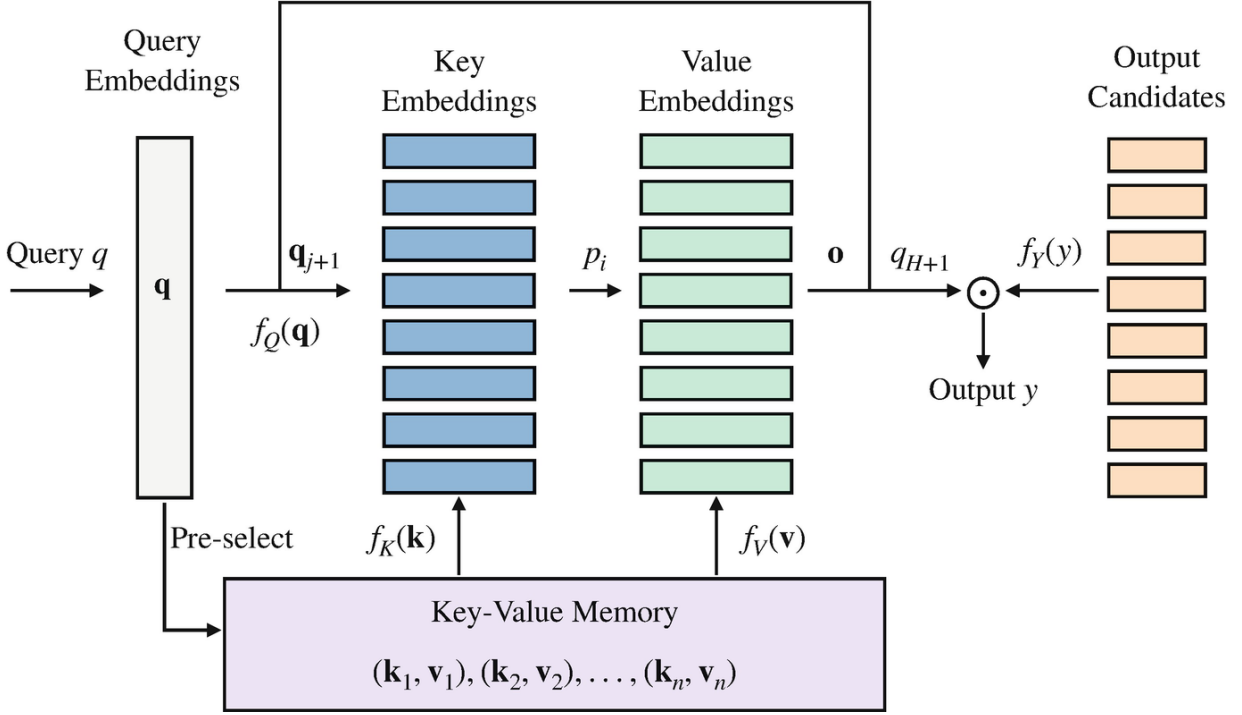 Query
Embeddings
Key
Embeddings
Value
Embeddings
Output
Candidates
Query q
q
q_{j+1}
f_Q(q)
p_i
o
q_{H+1}
f_Y(y)
Output y
Pre-select
f_K(k)
f_V(v)
Key-Value Memory
(k_1, v_1), (k_2, v_2), . . . , (k_n, v_n)